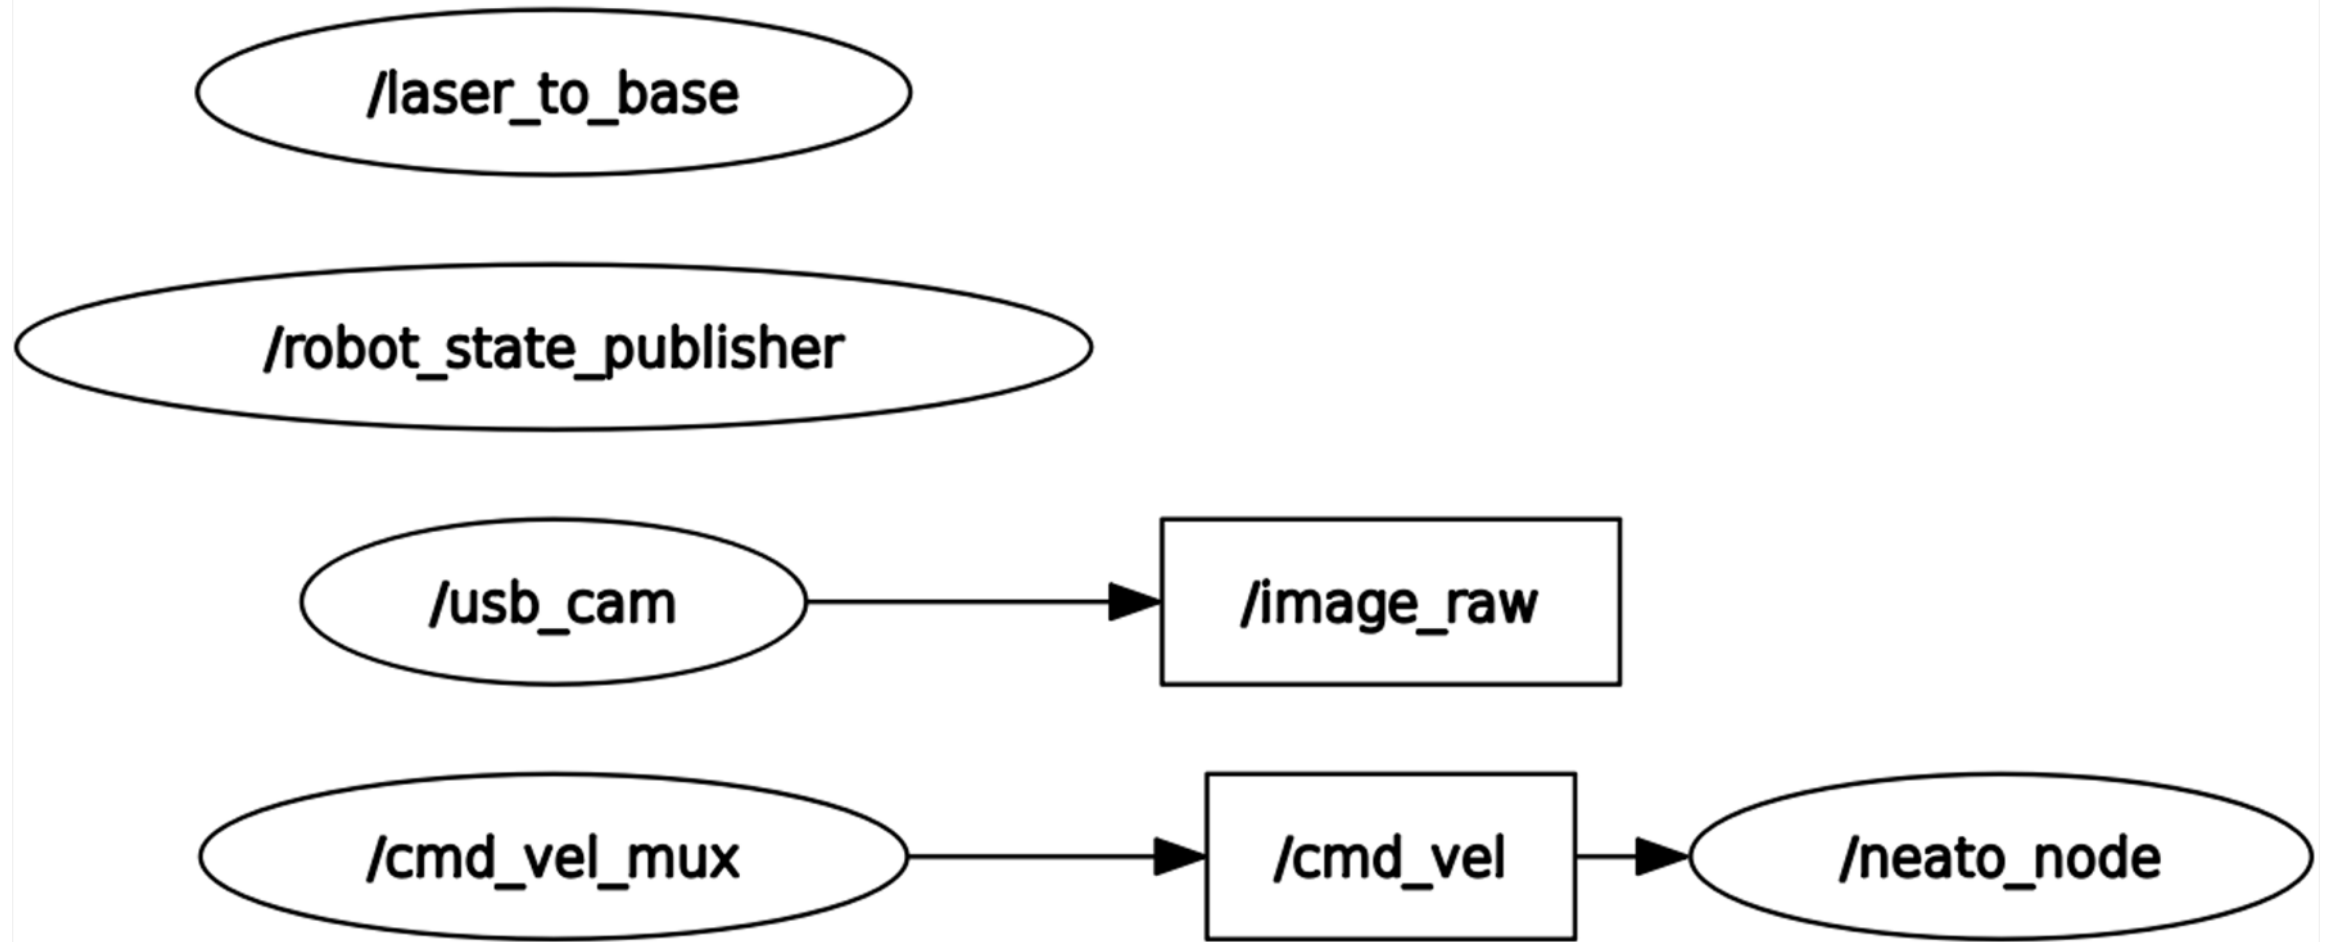 /laser_to_base
/robot_state_publisher
/usb_cam
/image_raw
/cmd_vel_mux
/cmd_vel
/neato_node